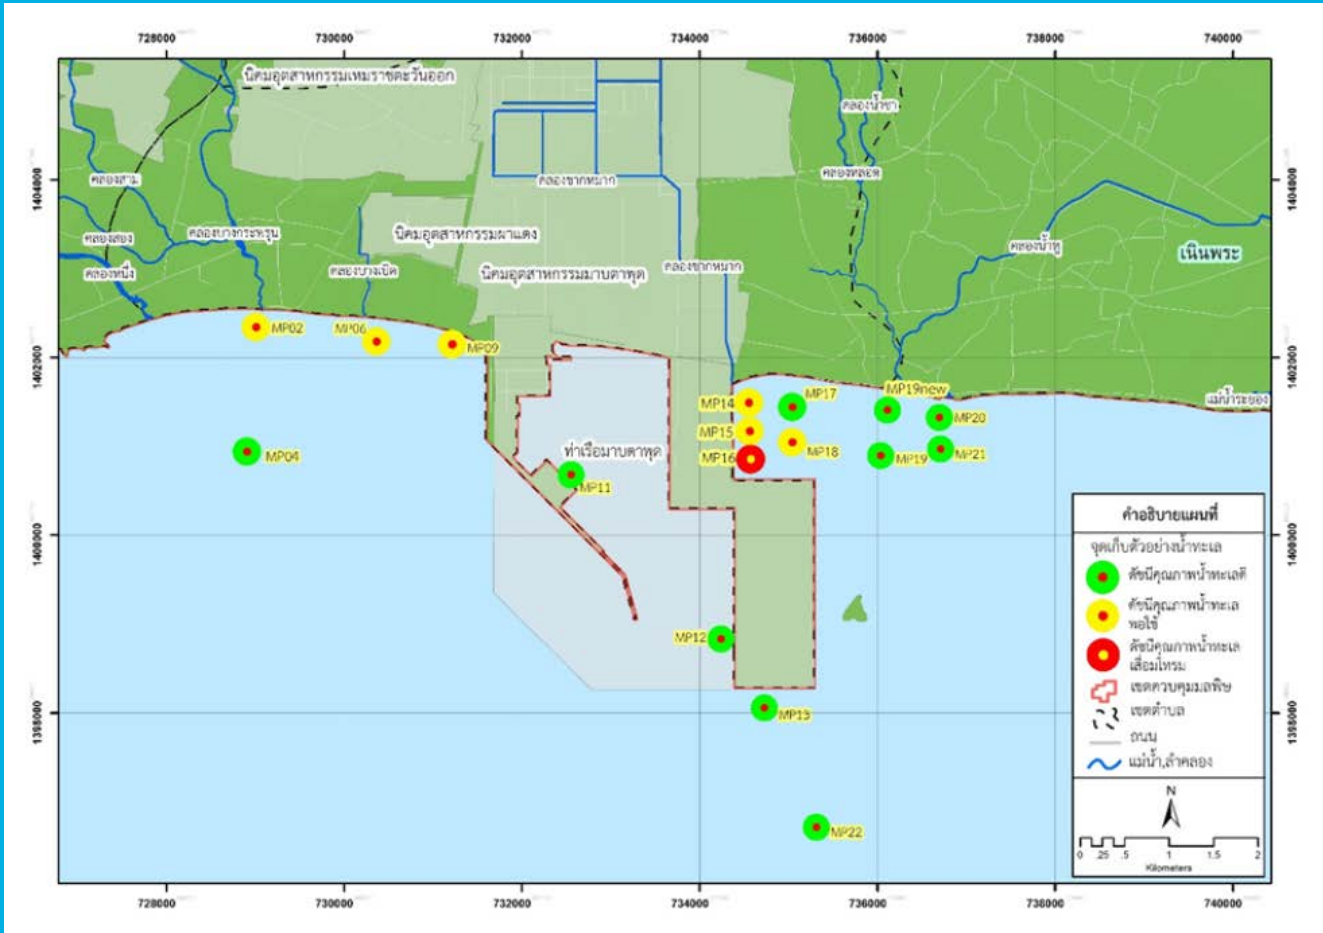 728000 730000 732000 734000 736000 738000 740000
นิคมอุตสาหกรรมเหมราชตะวันออก
คลองน้ำชา
1404000
คลองสาม
คลองชากหมาก
คลองหลอด
1404000
คลองสอง
คลองบางกระพรุน
นิคมอุตสาหกรรมผาแดง
คลองน้ำหู
เนินพระ
คลองหนึ่ง
คลองบางเบิด
นิคมอุตสาหกรรมมาบตาพุด
คลองชากหมาก
MP02
MP06
MP09
1402000
1402000
MP14
MP17
MP19new
แม่น้ำระยอง
MP15
MP20
MP04
ท่าเรือมาบตาพุด
MP16
MP18
MP19
MP21
MP11
1400000
1400000
MP12
MP13
1398000
1398000
MP22
คำอธิบายแผนที่
จุดเก็บตัวอย่างน้ำทะเล
ดัชนีคุณภาพน้ำทะเลดี
ดัชนีคุณภาพน้ำทะเล
พอใช้
ดัชนีคุณภาพน้ำทะเล
เสื่อมโทรม
เขตควบคุมมลพิษ
เขตตำบล
ถนน
แม่น้ำ,ลำคลอง
N
0 .25 .5 1 1.5 2
Kilometers
728000 730000 732000 734000 736000 738000 740000